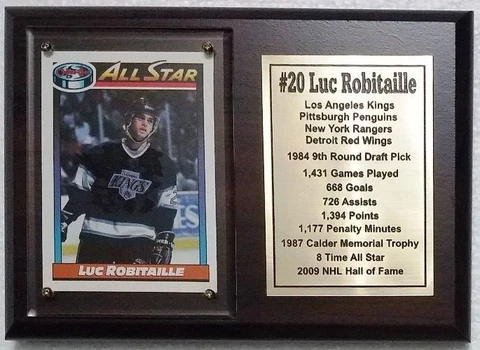 ALL STAR
KINGS
LUC ROBITAILLE
#20 Luc Robitaille
Los Angeles Kings
Pittsburgh Penguins
New York Rangers
Detroit Red Wings
1984 9th Round Draft Pick
1,431 Games Played
668 Goals
726 Assists
1,394 Points
1,177 Penalty Minutes
1987 Calder Memorial Trophy
8 Time All Star
2009 NHL Hall of Fame